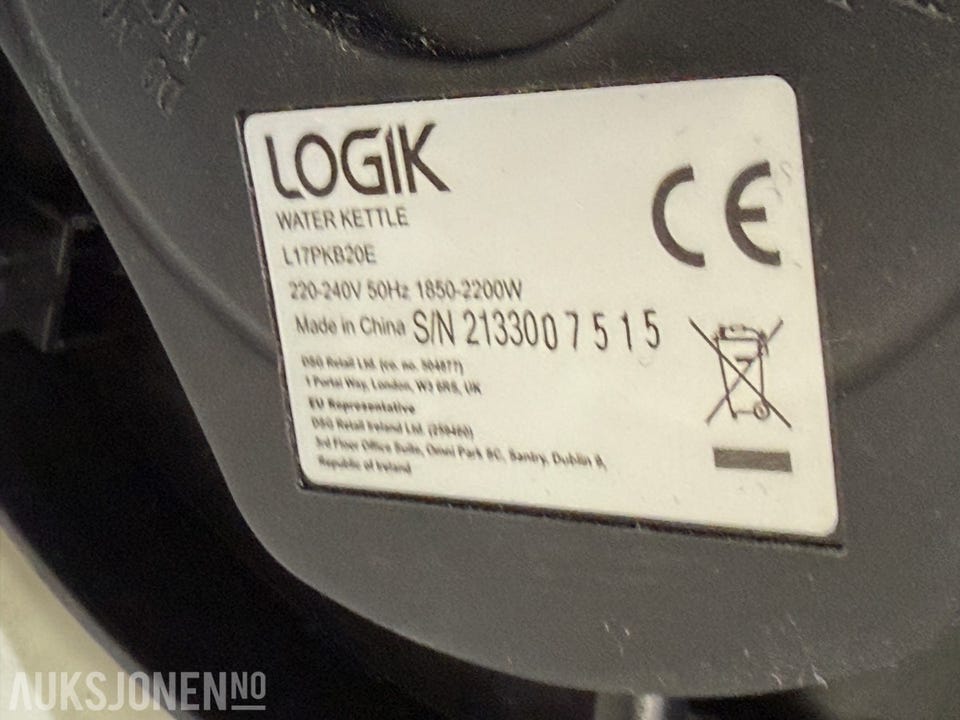 LOGIK
WATER KETTLE
L17PKB20E
220-240V 50Hz 1850-2200W
Made in China S/N 2133007515
DSG Retail Ltd. (co. no. 504877)
1 Portal Way, London, W3 6RS, UK
EU Representative
DSG Retail Ireland Ltd. (259460)
3rd Floor Office Suite, Omni Park SC, Santry, Dublin 9,
Republic of Ireland
CE
AUKSJONEN.NO